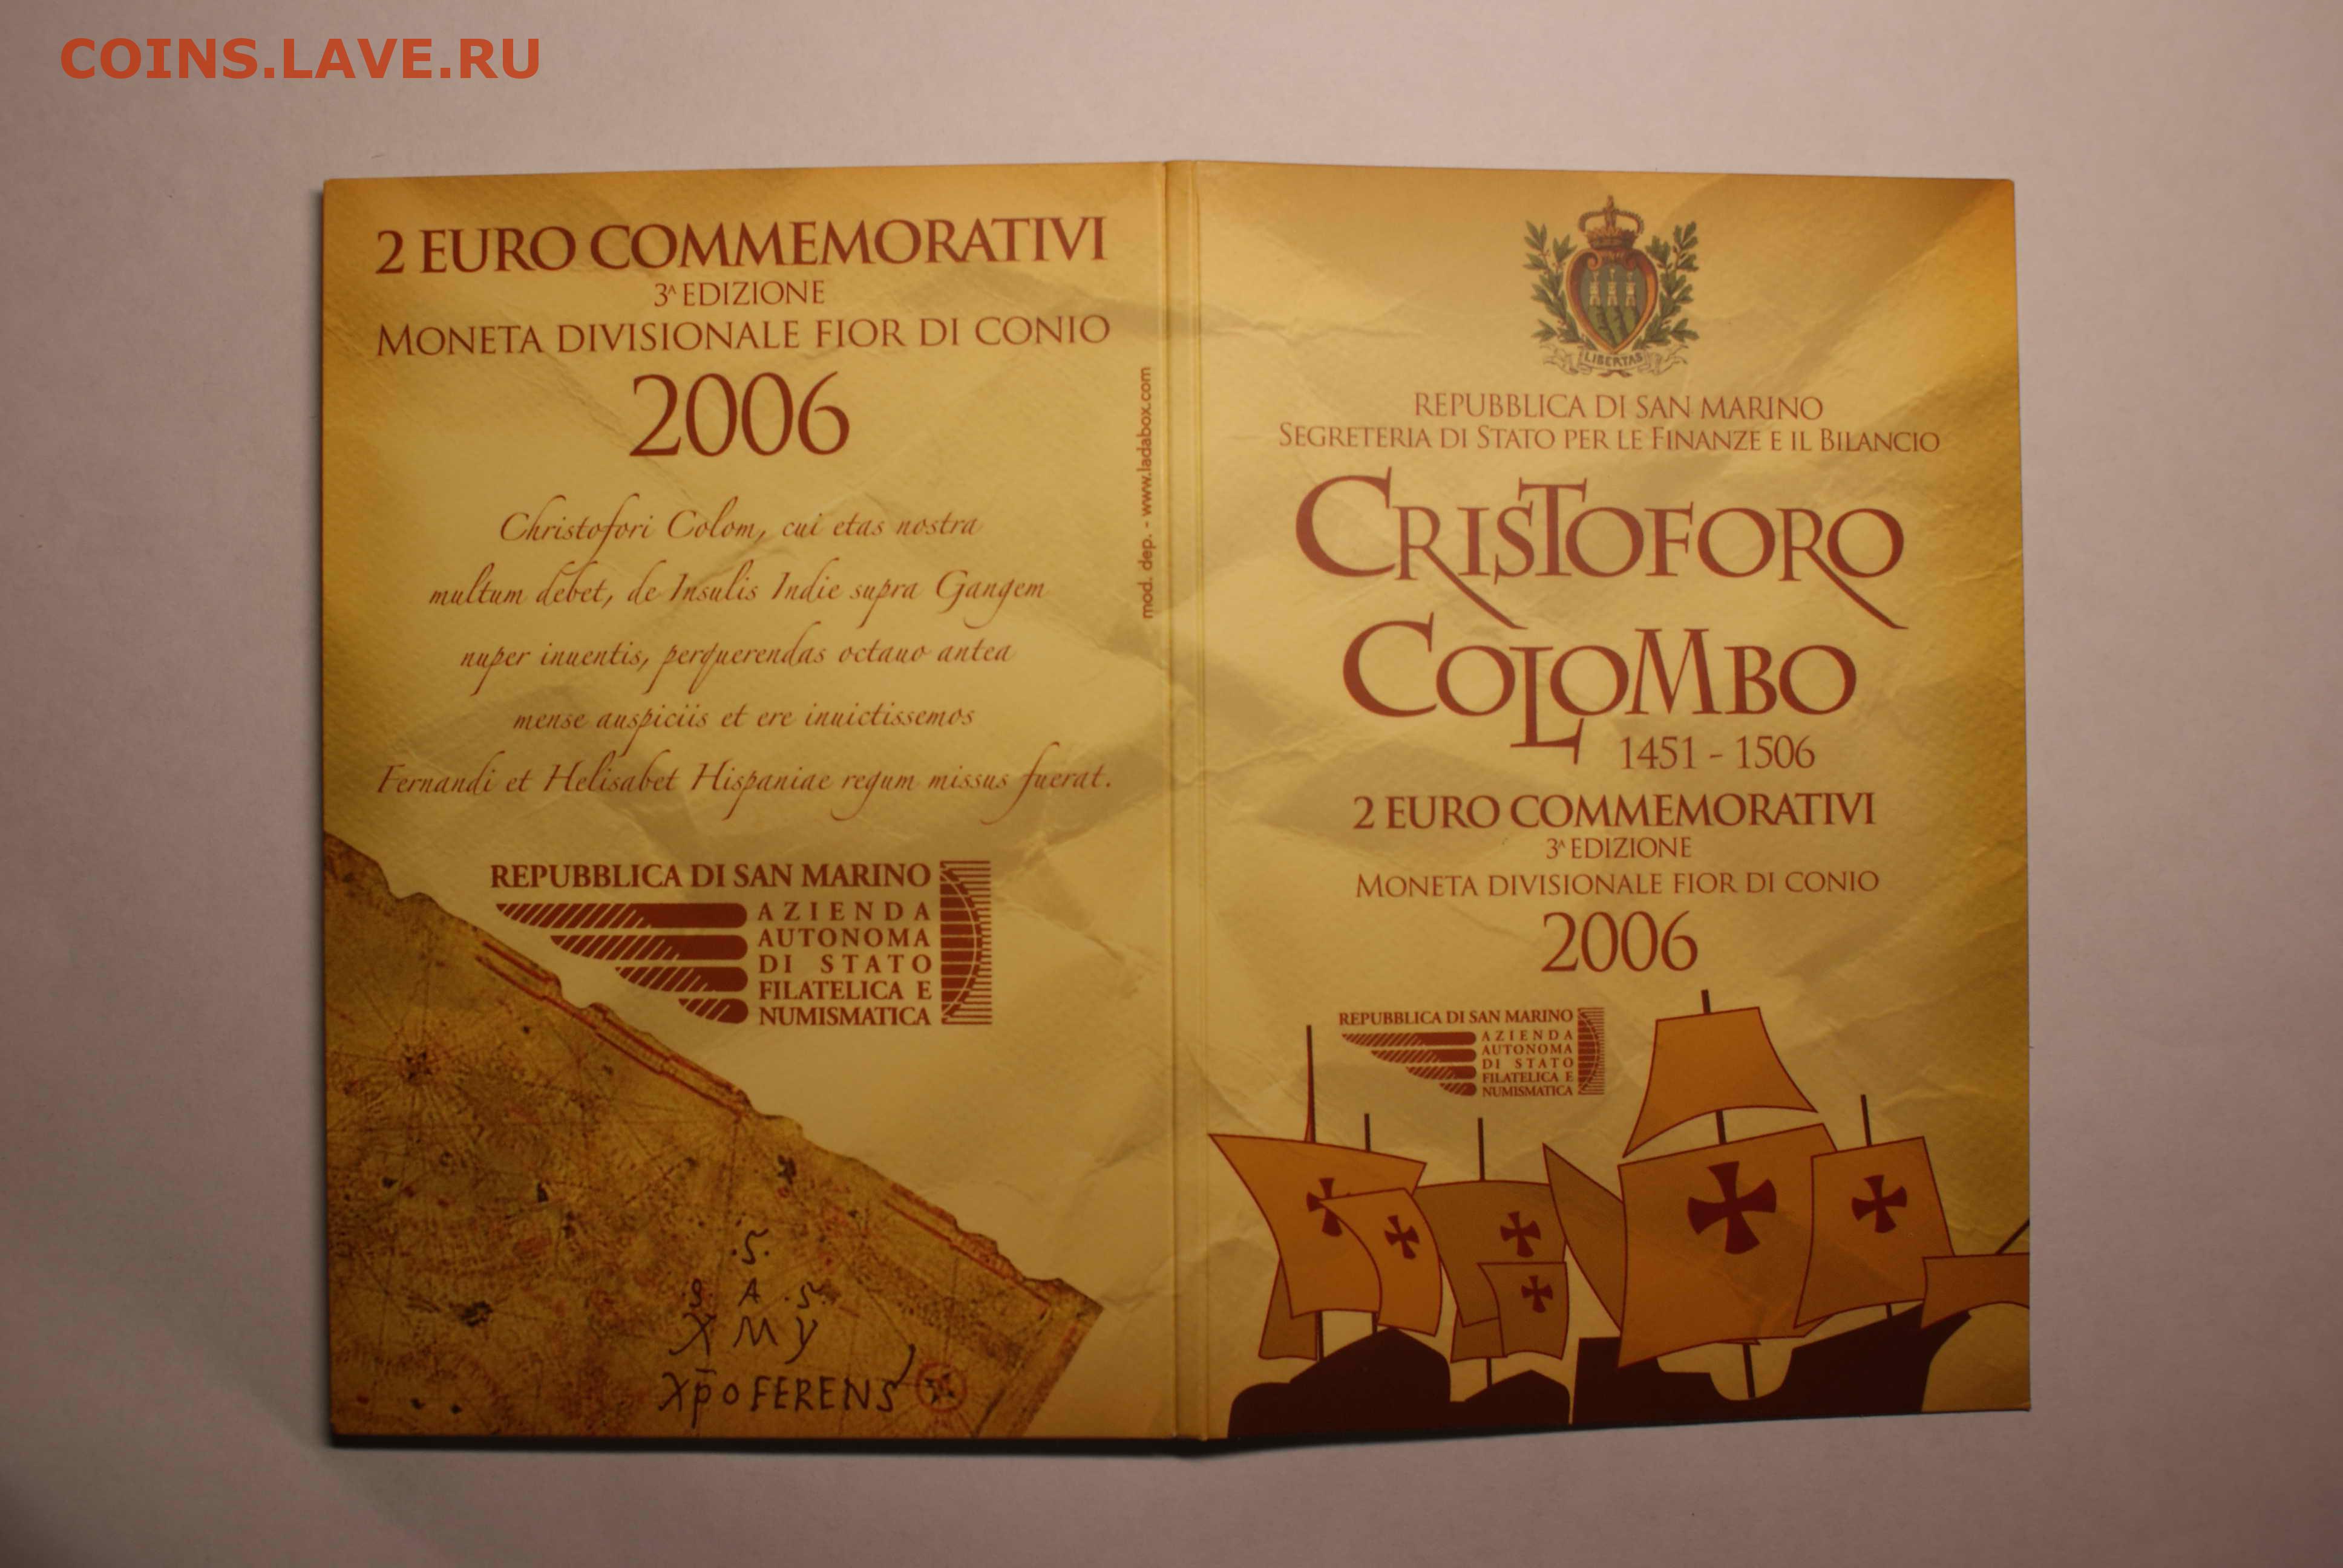 COINS.LAVE.RU
2 EURO COMMEMORATIVI
3ᴬ EDIZIONE
MONETA DIVISIONALE FIOR DI CONIO
2006
Christofori Colom, cui etas nostra
multum debet, de Insulis Indie supra Gangem
nuper inuentis, perquerendas octauo antea
mense auspiciis et ere inuictissemos
Fernandi et Helisabet Hispaniae regum missus fuerat.
REPUBBLICA DI SAN MARINO
AZIENDA
AUTONOMA
DI STATO
FILATELICA E
NUMISMATICA
.S.
.S. A .S.
X M Y
Xp̄o FERENS
mod. dep. - www.ladabox.com
LIBERTAS
REPUBBLICA DI SAN MARINO
SEGRETERIA DI STATO PER LE FINANZE E IL BILANCIO
CRISTOFORO
COLOMBO
1451 - 1506
2 EURO COMMEMORATIVI
3ᴬ EDIZIONE
MONETA DIVISIONALE FIOR DI CONIO
2006
REPUBBLICA DI SAN MARINO
AZIENDA
AUTONOMA
DI STATO
FILATELICA E
NUMISMATICA